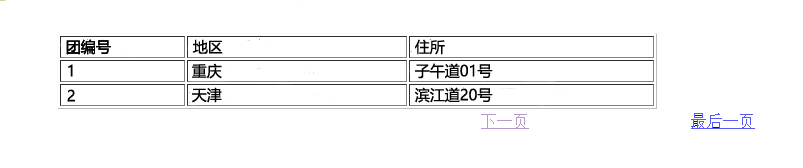 团编号 地区 住所
1 重庆 子午道01号
2 天津 滨江道20号
下一页 最后一页